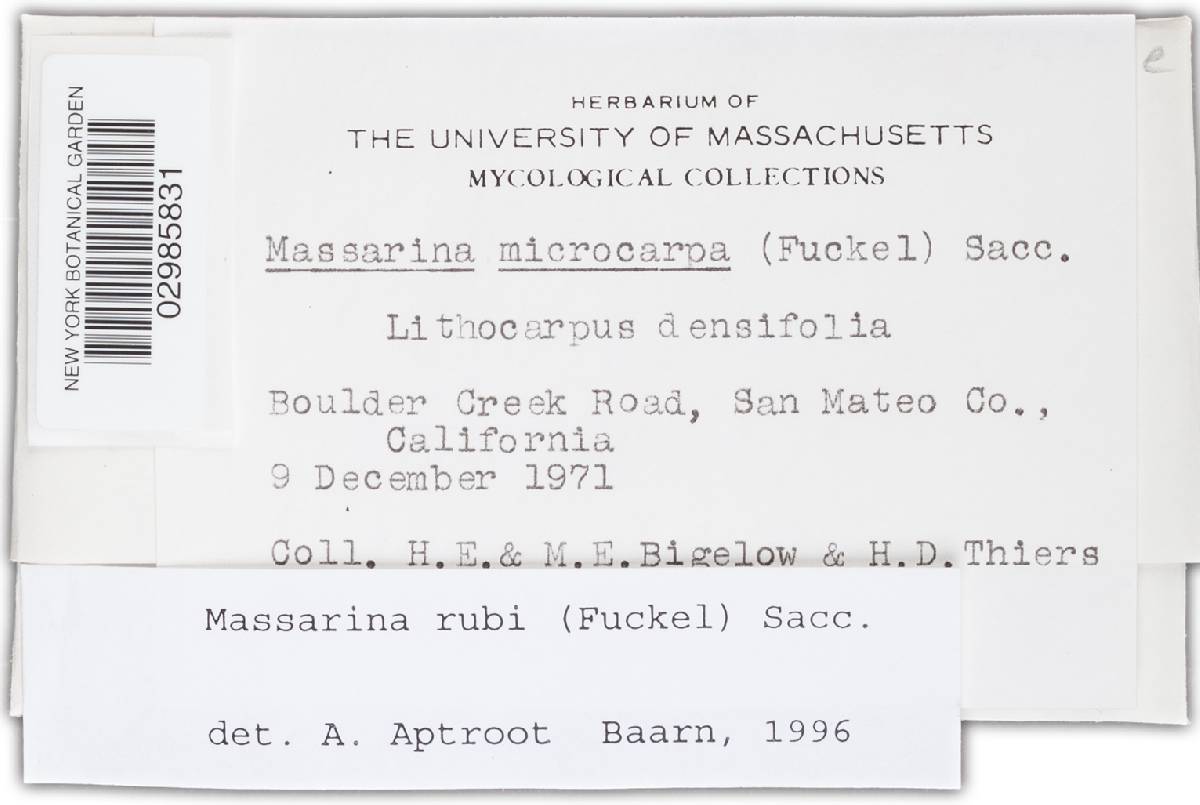 NEW YORK BOTANICAL GARDEN
02985831
e
HERBARIUM OF
THE UNIVERSITY OF MASSACHUSETTS
MYCOLOGICAL COLLECTIONS
Massarina microcarpa (Fuckel) Sacc.
Lithocarpus densifolia
Boulder Creek Road, San Mateo Co.,
California
9 December 1971
Coll. H.E.& M.E.Bigelow & H.D.Thiers
Massarina rubi (Fuckel) Sacc.
det. A. Aptroot Baarn, 1996